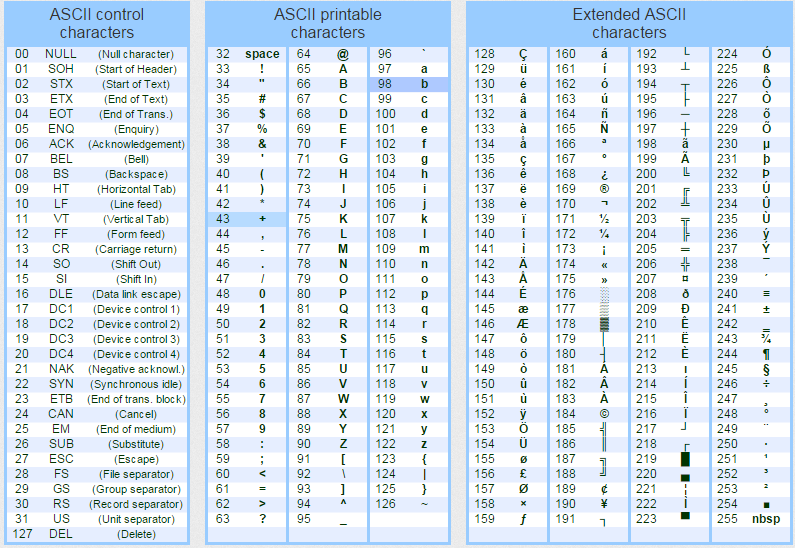 ASCII control
characters
00 NULL (Null character)
01 SOH (Start of Header)
02 STX (Start of Text)
03 ETX (End of Text)
04 EOT (End of Trans.)
05 ENQ (Enquiry)
06 ACK (Acknowledgement)
07 BEL (Bell)
08 BS (Backspace)
09 HT (Horizontal Tab)
10 LF (Line feed)
11 VT (Vertical Tab)
12 FF (Form feed)
13 CR (Carriage return)
14 SO (Shift Out)
15 SI (Shift In)
16 DLE (Data link escape)
17 DC1 (Device control 1)
18 DC2 (Device control 2)
19 DC3 (Device control 3)
20 DC4 (Device control 4)
21 NAK (Negative acknowl.)
22 SYN (Synchronous idle)
23 ETB (End of trans. block)
24 CAN (Cancel)
25 EM (End of medium)
26 SUB (Substitute)
27 ESC (Escape)
28 FS (File separator)
29 GS (Group separator)
30 RS (Record separator)
31 US (Unit separator)
127 DEL (Delete)
ASCII printable
characters
32 space 64 @ 96 `
33 ! 65 A 97 a
34 " 66 B 98 b
35 # 67 C 99 c
36 $ 68 D 100 d
37 % 69 E 101 e
38 & 70 F 102 f
39 ' 71 G 103 g
40 ( 72 H 104 h
41 ) 73 I 105 i
42 * 74 J 106 j
43 + 75 K 107 k
44 , 76 L 108 l
45 - 77 M 109 m
46 . 78 N 110 n
47 / 79 O 111 o
48 0 80 P 112 p
49 1 81 Q 113 q
50 2 82 R 114 r
51 3 83 S 115 s
52 4 84 T 116 t
53 5 85 U 117 u
54 6 86 V 118 v
55 7 87 W 119 w
56 8 88 X 120 x
57 9 89 Y 121 y
58 : 90 Z 122 z
59 ; 91 [ 123 {
60 < 92 \ 124 |
61 = 93 ] 125 }
62 > 94 ^ 126 ~
63 ? 95 _
Extended ASCII
characters
128 Ç 160 á 192 └ 224 Ó
129 ü 161 í 193 ┴ 225 ß
130 é 162 ó 194 ┬ 226 Ô
131 â 163 ú 195 ├ 227 Ò
132 ä 164 ñ 196 ─ 228 õ
133 à 165 Ñ 197 ┼ 229 Õ
134 å 166 ª 198 ã 230 µ
135 ç 167 º 199 Ã 231 þ
136 ê 168 ¿ 200 ╚ 232 Þ
137 ë 169 ® 201 ╔ 233 Ú
138 è 170 ¬ 202 ╩ 234 Û
139 ï 171 ½ 203 ╦ 235 Ù
140 î 172 ¼ 204 ╠ 236 ý
141 ì 173 ¡ 205 ═ 237 Ý
142 Ä 174 « 206 ╬ 238 ¯
143 Å 175 » 207 ¤ 239 ´
144 É 176 ░ 208 ð 240 ≡
145 æ 177 ▒ 209 Ð 241 ±
146 Æ 178 ▓ 210 Ê 242 ‗
147 ô 179 │ 211 Ë 243 ¾
148 ö 180 ┤ 212 È 244 ¶
149 ò 181 Á 213 ı 245 §
150 û 182 Â 214 Í 246 ÷
151 ù 183 À 215 Î 247 ¸
152 ÿ 184 © 216 Ï 248 °
153 Ö 185 ╣ 217 ┘ 249 ¨
154 Ü 186 ║ 218 ┌ 250 ·
155 ø 187 ╗ 219 █ 251 ¹
156 £ 188 ╝ 220 ▄ 252 ³
157 Ø 189 ¢ 221 ¦ 253 ²
158 × 190 ¥ 222 Ì 254 ■
159 ƒ 191 ┐ 223 ▀ 255 nbsp